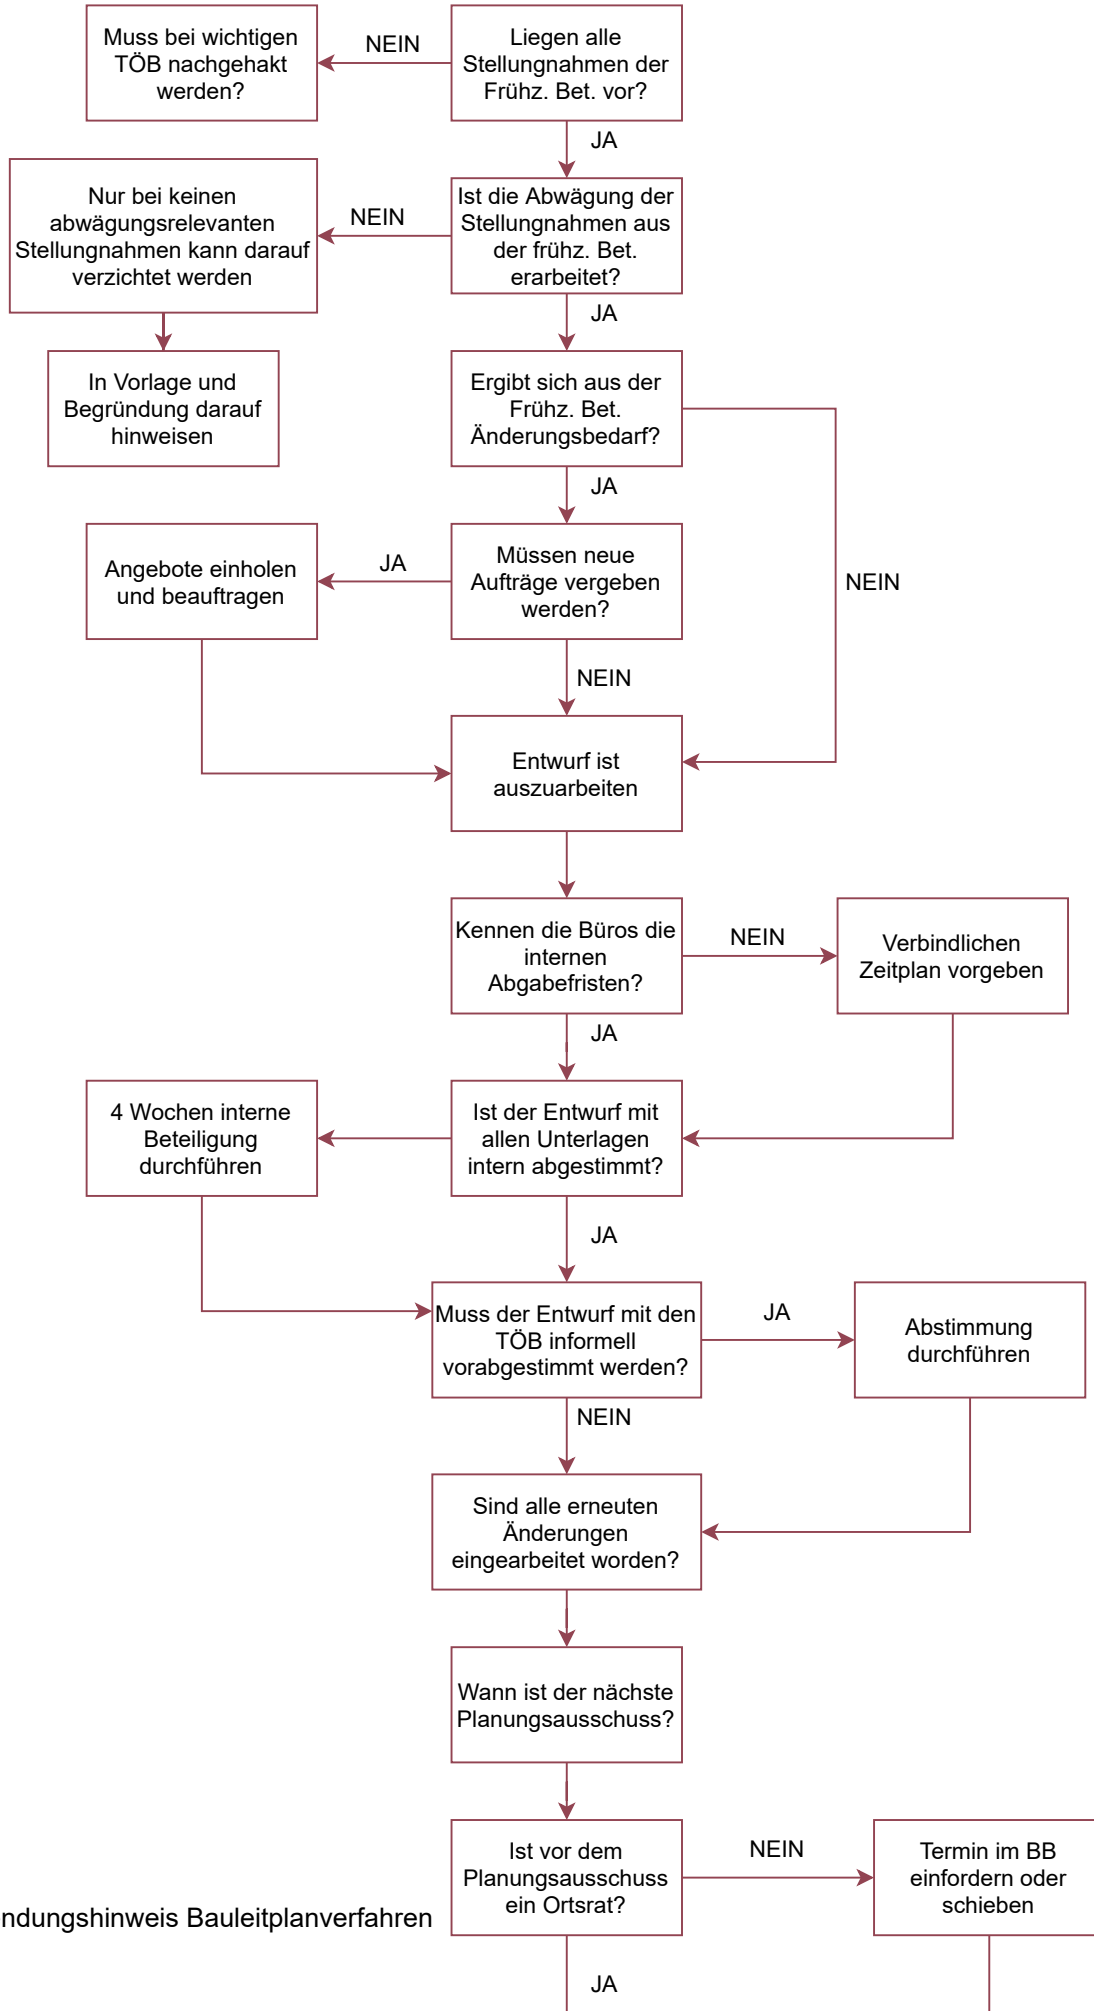 Muss bei wichtigen
TÖB nachgehakt
werden?
NEIN
Liegen alle
Stellungnahmen der
Frühz. Bet. vor?
JA
Nur bei keinen
abwägungsrelevanten
Stellungnahmen kann darauf
verzichtet werden
NEIN
Ist die Abwägung der
Stellungnahmen aus
der frühz. Bet.
erarbeitet?
JA
In Vorlage und
Begründung darauf
hinweisen
Ergibt sich aus der
Frühz. Bet.
Änderungsbedarf?
JA
Angebote einholen
und beauftragen
JA
Müssen neue
Aufträge vergeben
werden?
NEIN
NEIN
Entwurf ist
auszuarbeiten
Kennen die Büros die
internen
Abgabefristen?
NEIN
Verbindlichen
Zeitplan vorgeben
JA
4 Wochen interne
Beteiligung
durchführen
Ist der Entwurf mit
allen Unterlagen
intern abgestimmt?
JA
Muss der Entwurf mit den
TÖB informell
vorabgestimmt werden?
JA
Abstimmung
durchführen
NEIN
Sind alle erneuten
Änderungen
eingearbeitet worden?
Wann ist der nächste
Planungsausschuss?
Ist vor dem
Planungsausschuss
ein Ortsrat?
NEIN
Termin im BB
einfordern oder
schieben
ndungshinweis Bauleitplanverfahren
JA